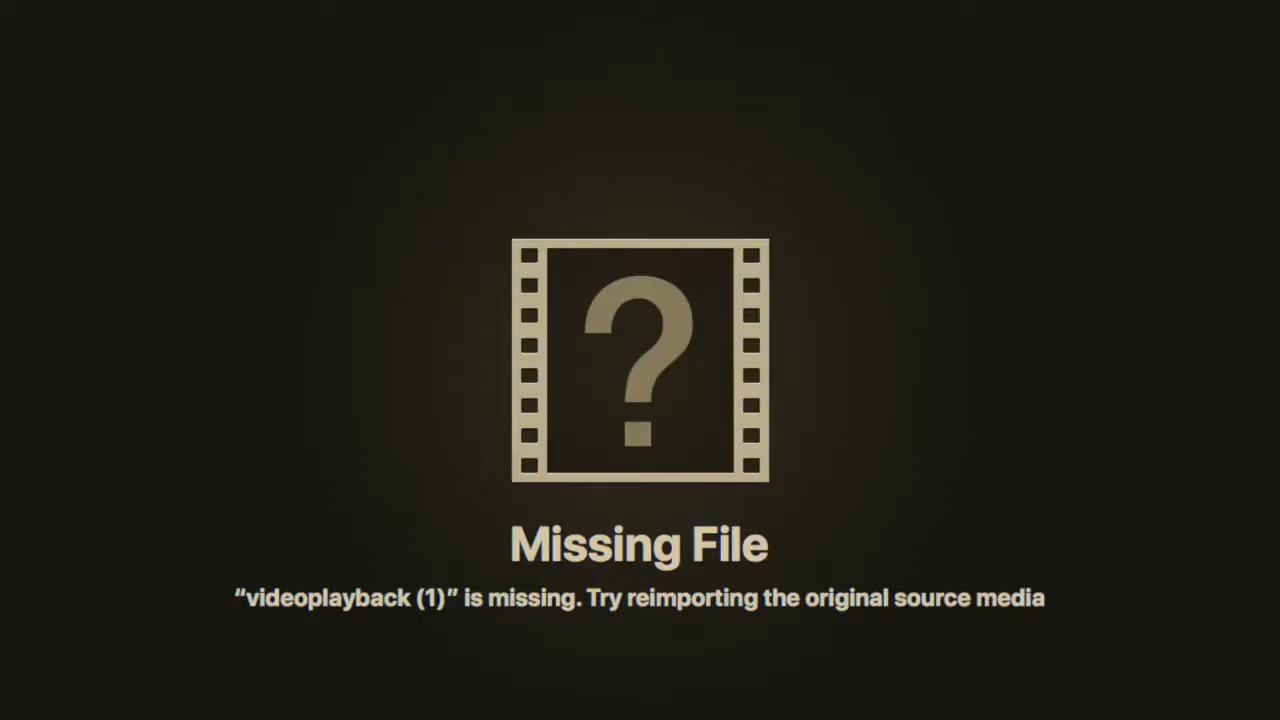 ?
Missing File
“videoplayback (1)” is missing. Try reimporting the original source media